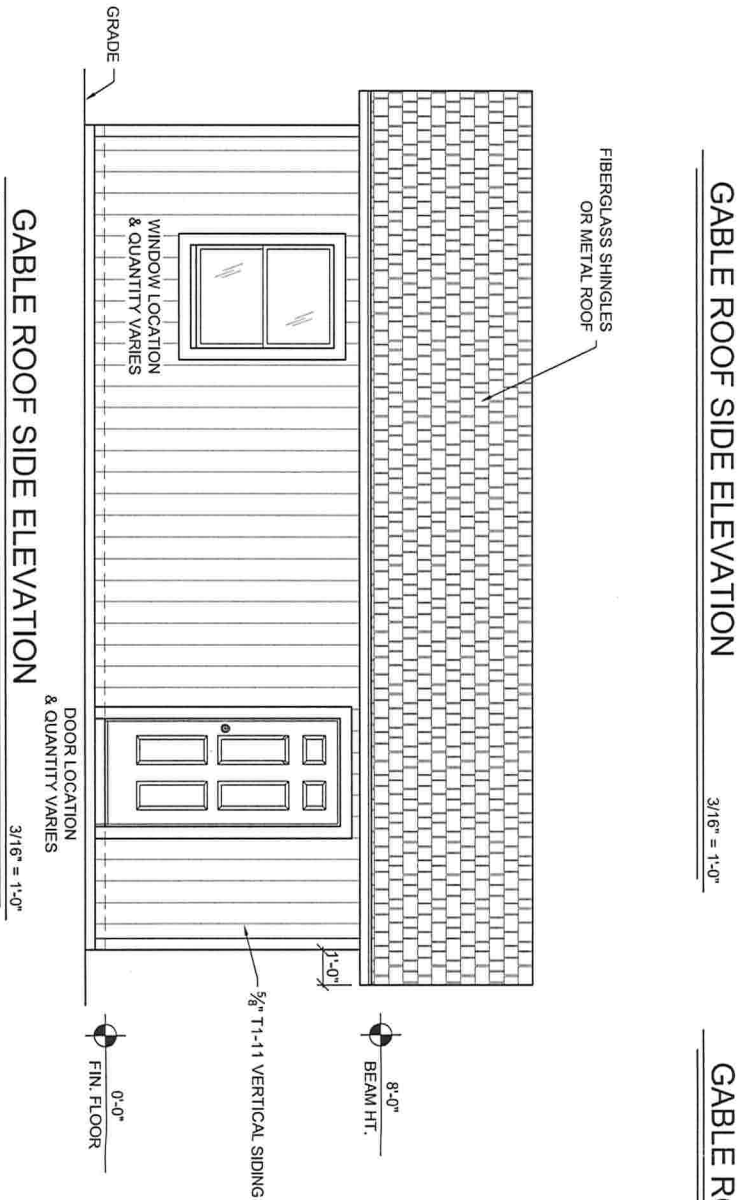 GABLE ROOF SIDE ELEVATION
3/16" = 1'-0"
GABLE
FIBERGLASS SHINGLES
OR METAL ROOF
8'-0"
BEAM HT.
1'-0"
5/8" T1-11 VERTICAL SIDING
WINDOW LOCATION
& QUANTITY VARIES
GRADE
0'-0"
FIN. FLOOR
DOOR LOCATION
& QUANTITY VARIES
GABLE ROOF SIDE ELEVATION
3/16" = 1'-0"